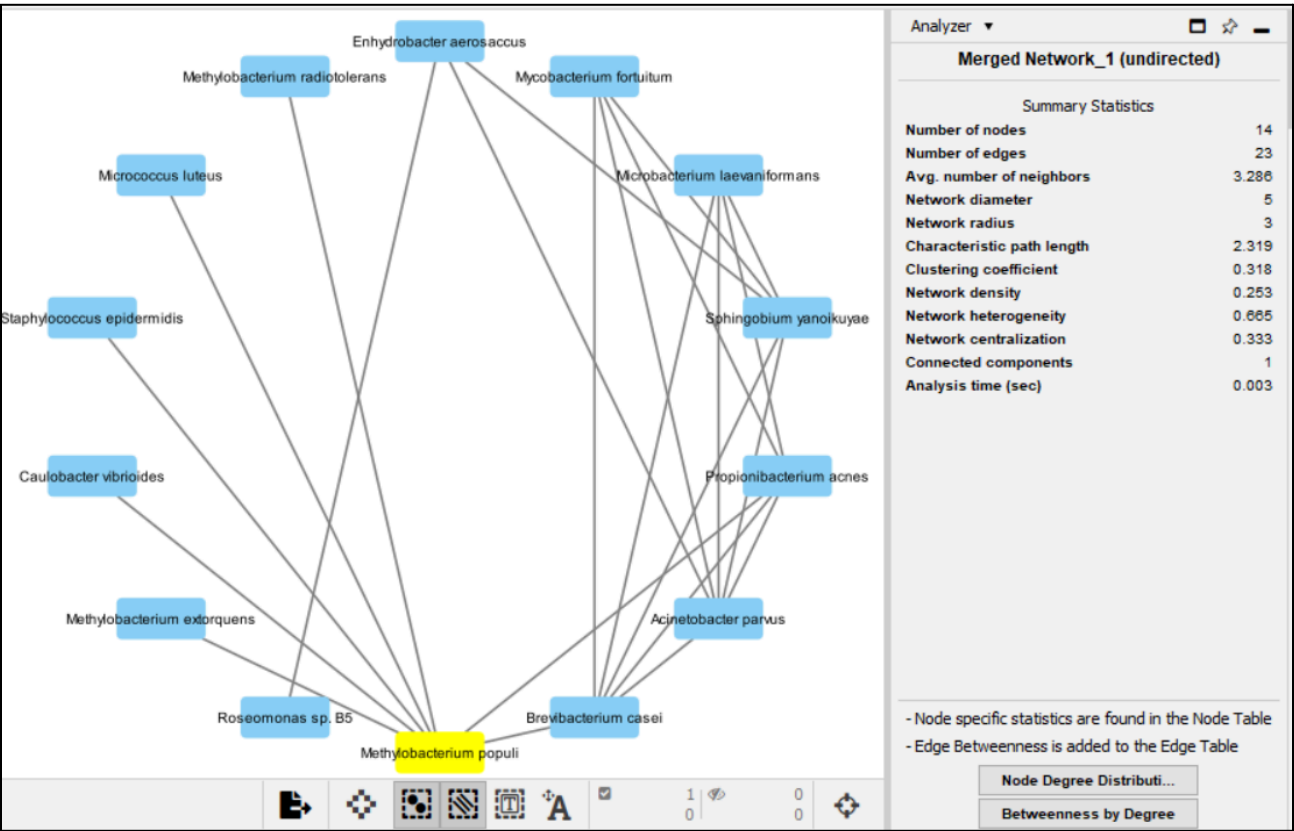 Enhydrobacter aerosaccus
Methylobacterium radiotolerans
Mycobacterium fortuitum
Micrococcus luteus
Microbacterium laevaniformans
Staphylococcus epidermidis
Sphingobium yanoikuyae
Caulobacter vibrioides
Propionibacterium acnes
Methylobacterium extorquens
Acinetobacter parvus
Roseomonas sp. B5
Brevibacterium casei
Methylobacterium populi
T
A
1 0
0 0
Analyzer ▼
Merged Network_1 (undirected)
Summary Statistics
Number of nodes 14
Number of edges 23
Avg. number of neighbors 3.286
Network diameter 5
Network radius 3
Characteristic path length 2.319
Clustering coefficient 0.318
Network density 0.253
Network heterogeneity 0.665
Network centralization 0.333
Connected components 1
Analysis time (sec) 0.003
- Node specific statistics are found in the Node Table
- Edge Betweenness is added to the Edge Table
Node Degree Distributi...
Betweenness by Degree